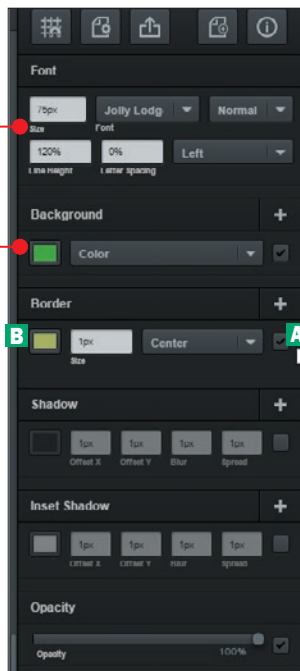 Font
75px Jolly Lodg Normal
Size Font
120% 0% Left
Line Height Letter Spacing
Background
Color
Border
B 1px Center A
Size
Shadow
1px 1px 1px 1px
Offset X Offset Y Blur Spread
Inset Shadow
1px 1px 1px 1px
Offset X Offset Y Blur Spread
Opacity
Opacity 100%